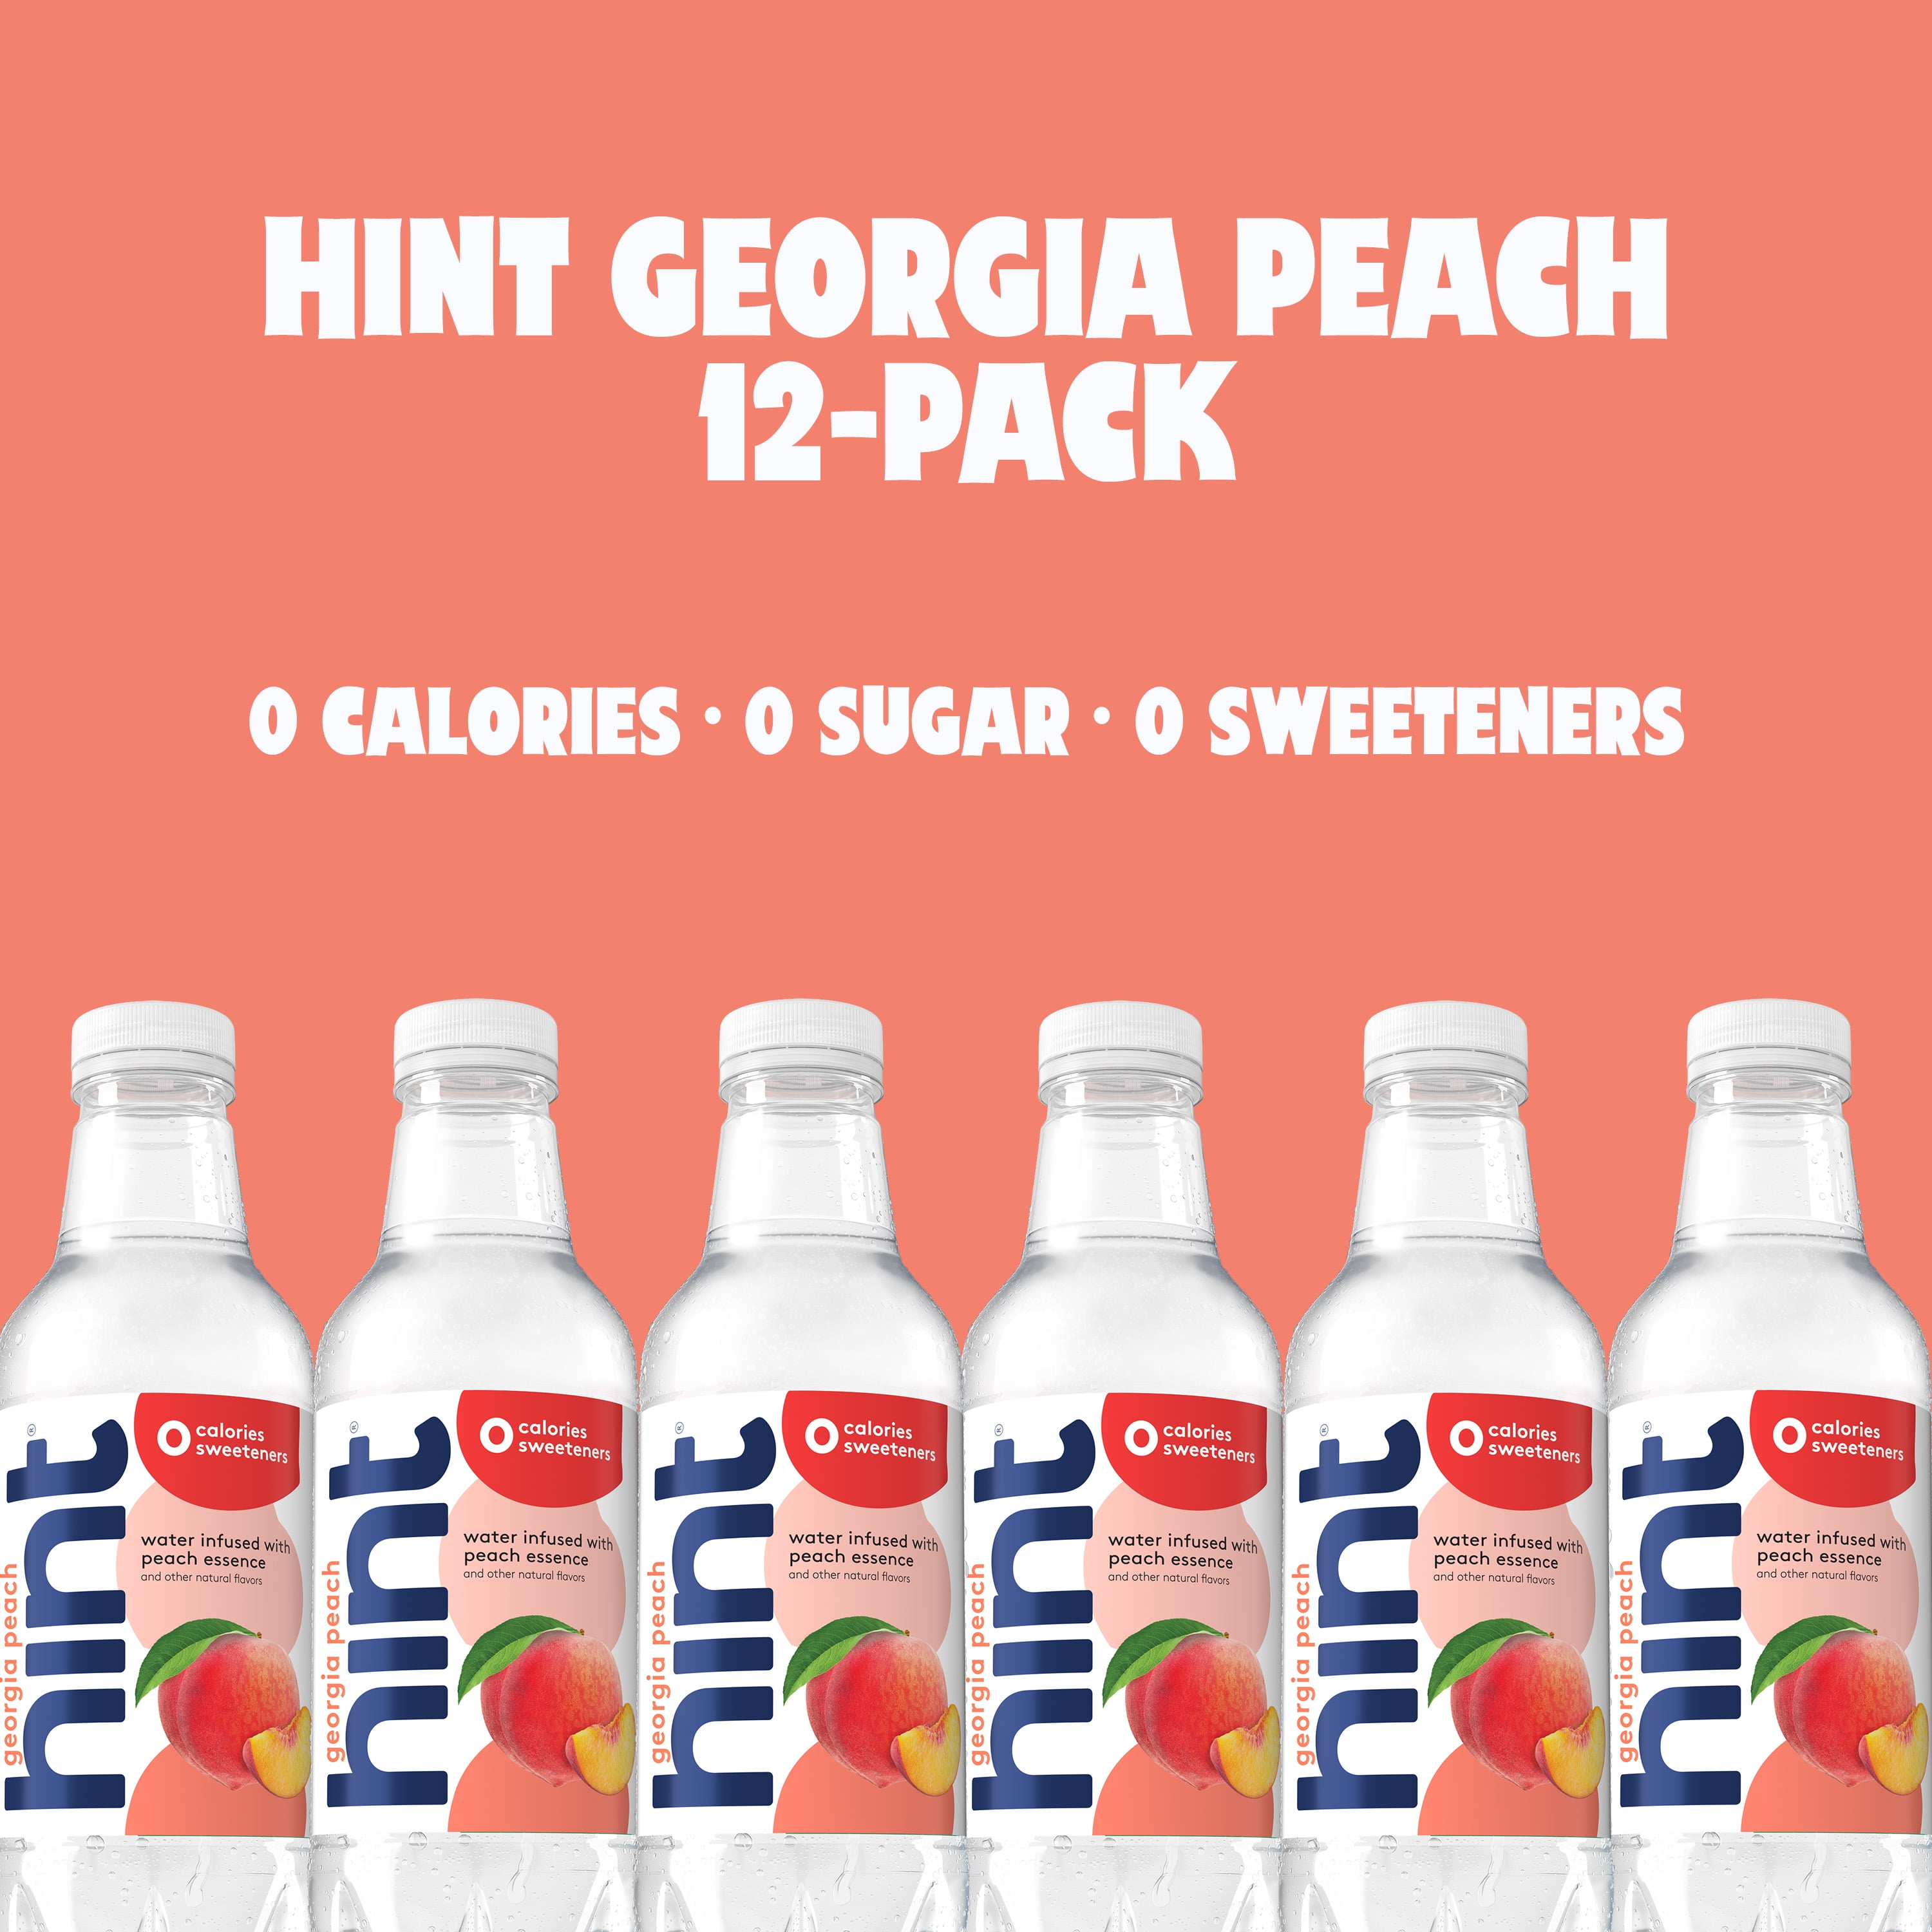 HINT GEORGIA PEACH
12-PACK
0 CALORIES • 0 SUGAR • 0 SWEETENERS
georgia peach
hint®
0 calories
sweeteners
water infused with
peach essence
and other natural flavors
georgia peach
hint®
0 calories
sweeteners
water infused with
peach essence
and other natural flavors
georgia peach
hint®
0 calories
sweeteners
water infused with
peach essence
and other natural flavors
georgia peach
hint®
0 calories
sweeteners
water infused with
peach essence
and other natural flavors
georgia peach
hint®
0 calories
sweeteners
water infused with
peach essence
and other natural flavors
georgia peach
hint®
0 calories
sweeteners
water infused with
peach essence
and other natural flavors